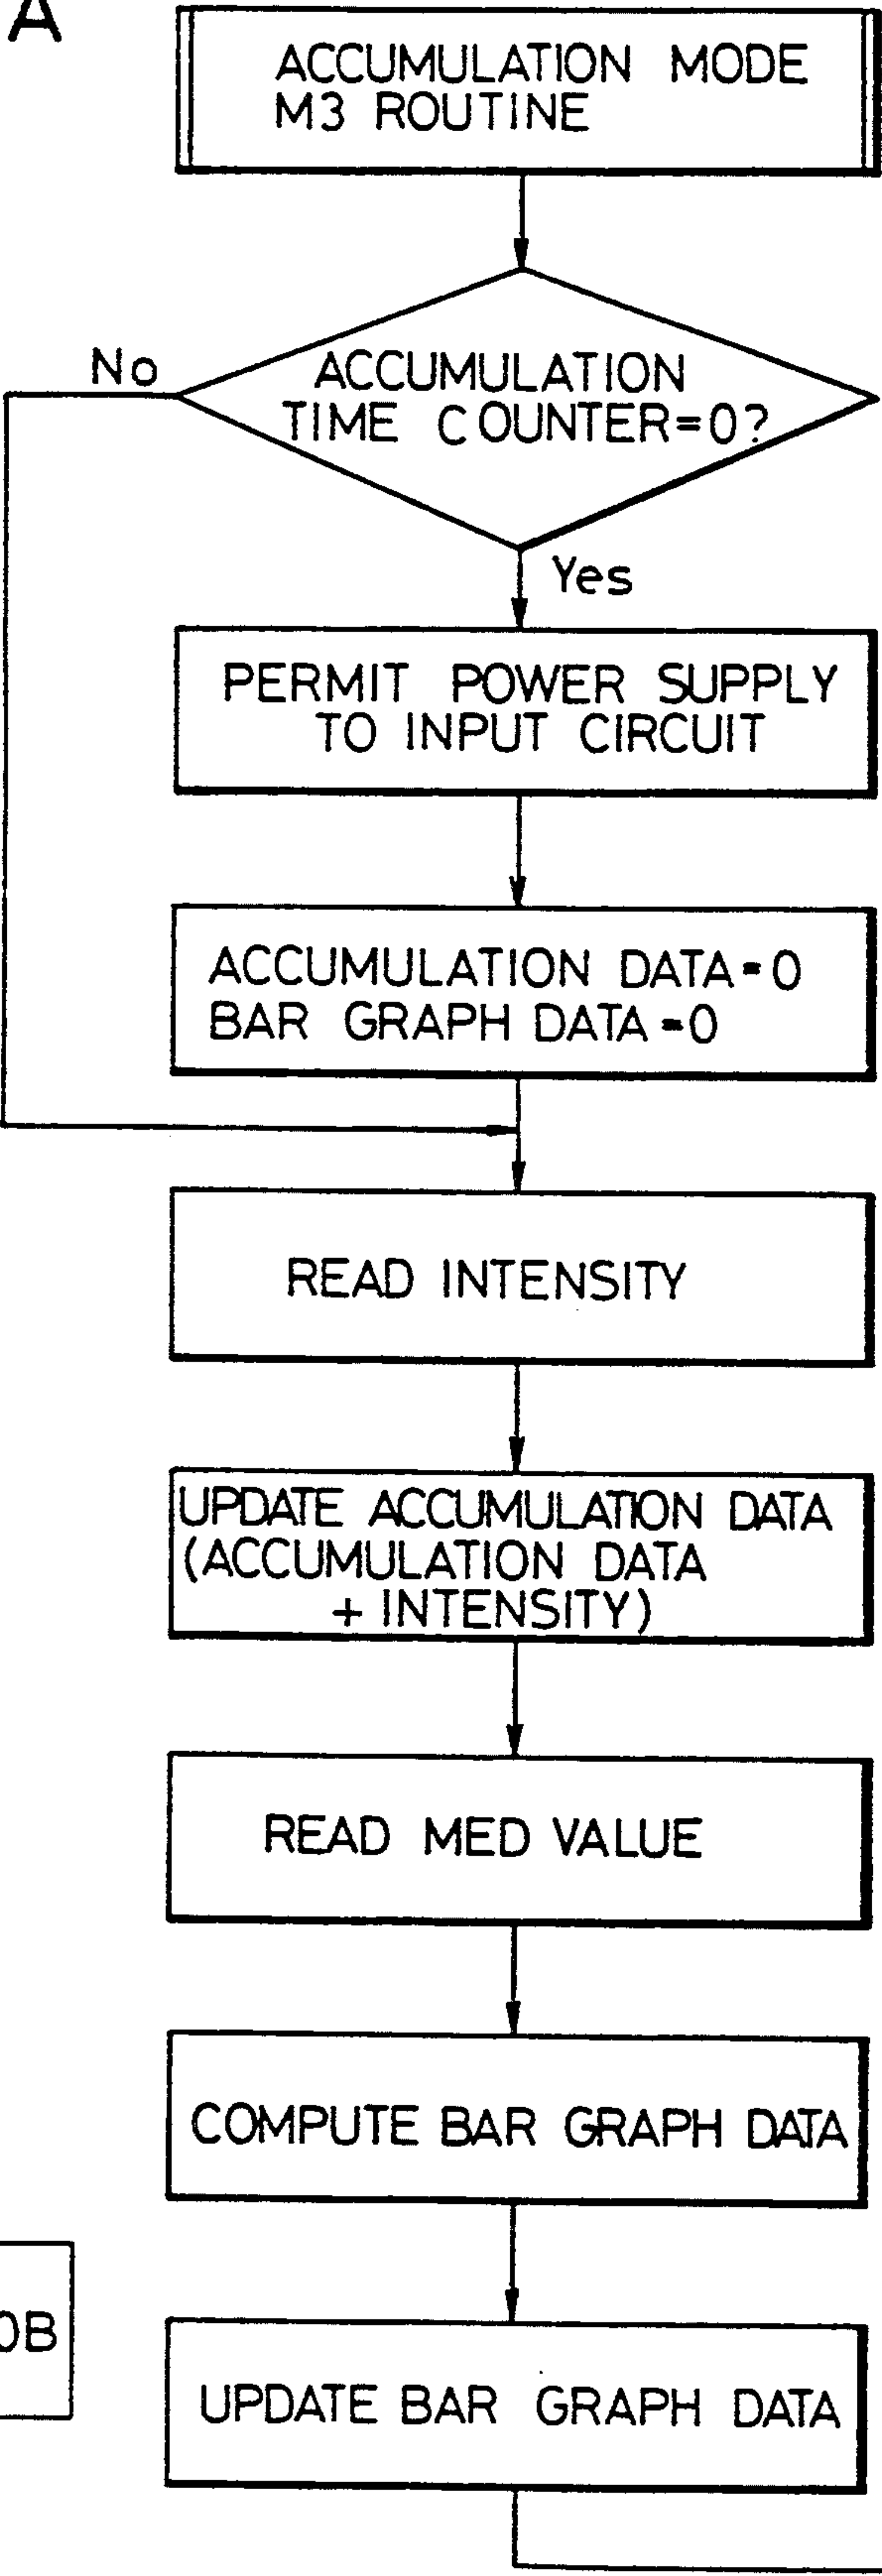 A
ACCUMULATION MODE
M3 ROUTINE
ACCUMULATION
TIME COUNTER=0?
No
Yes
PERMIT POWER SUPPLY
TO INPUT CIRCUIT
ACCUMULATION DATA=0
BAR GRAPH DATA=0
READ INTENSITY
UPDATE ACCUMULATION DATA
(ACCUMULATION DATA
+ INTENSITY)
READ MED VALUE
COMPUTE BAR GRAPH DATA
0B
UPDATE BAR GRAPH DATA